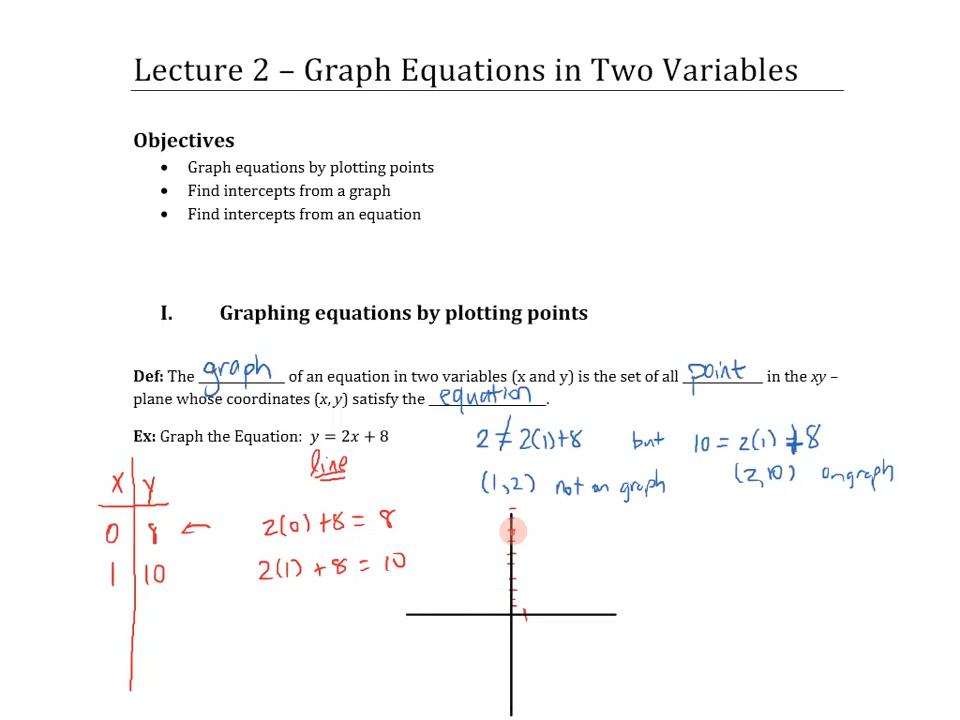 Lecture 2 – Graph Equations in Two Variables
Objectives
• Graph equations by plotting points
• Find intercepts from a graph
• Find intercepts from an equation
I. Graphing equations by plotting points
Def: The graph of an equation in two variables (x and y) is the set of all point in the xy –
plane whose coordinates (x, y) satisfy the equation.
Ex: Graph the Equation: y = 2x + 8
2 ≠ 2(1)+8 but 10 = 2(1) + 8
line
(1,2) not on graph (2,10) on graph
X Y
0 8 ← 2(0) + 8 = 8
1 10 2(1) + 8 = 10